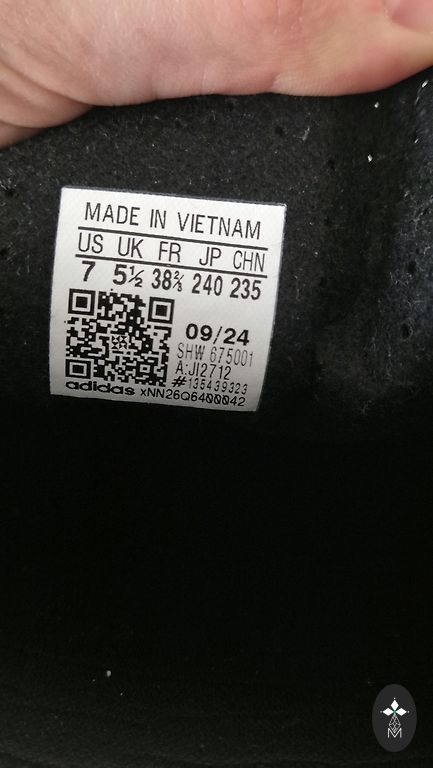 MADE IN VIETNAM
US UK FR JP CHN
7 5½ 38⅔ 240 235
09/24
SHW 675001
A:JI2712
#135439323
adidas xNN26Q6400042
M